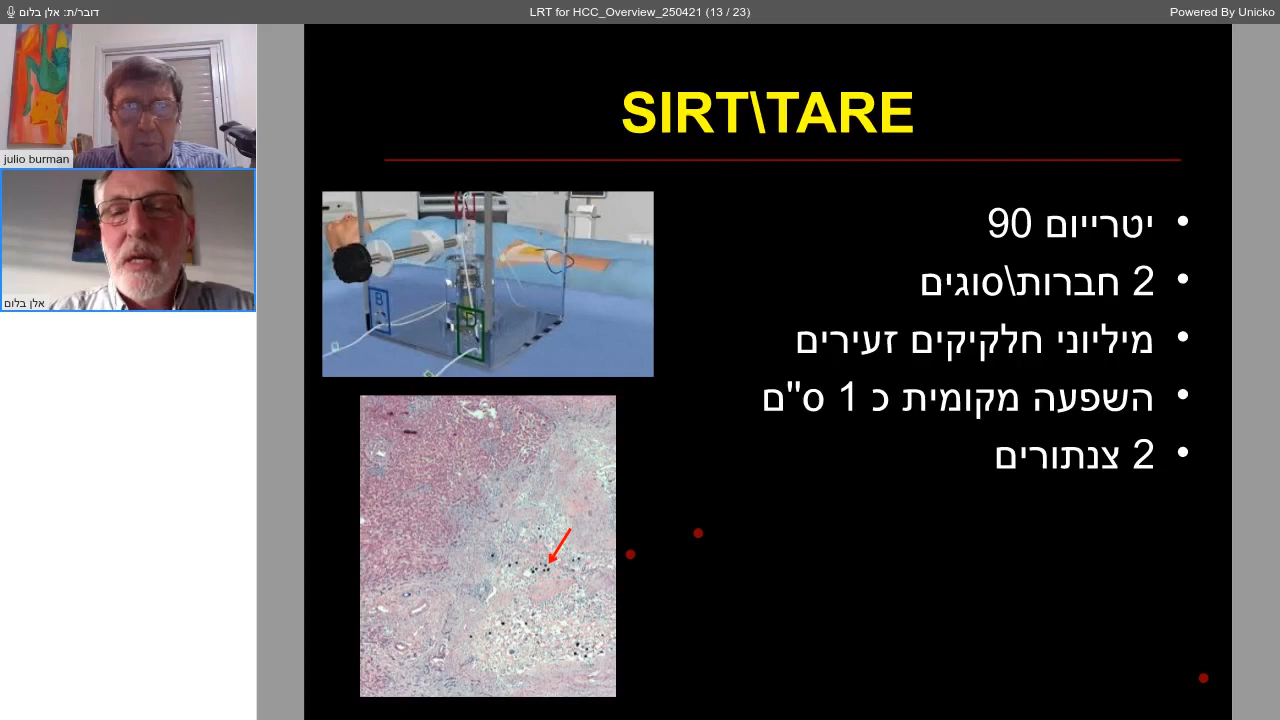 דובר/ת: אלן בלום
LRT for HCC_Overview_250421 (13 / 23)
Powered By Unicko
julio burman
אלן בלום
SIRT\TARE
• יטרייום 90
• 2 חברות\סוגים
• מיליוני חלקיקים זעירים
• השפעה מקומית כ 1 ס"ם
• 2 צנתורים
B
D